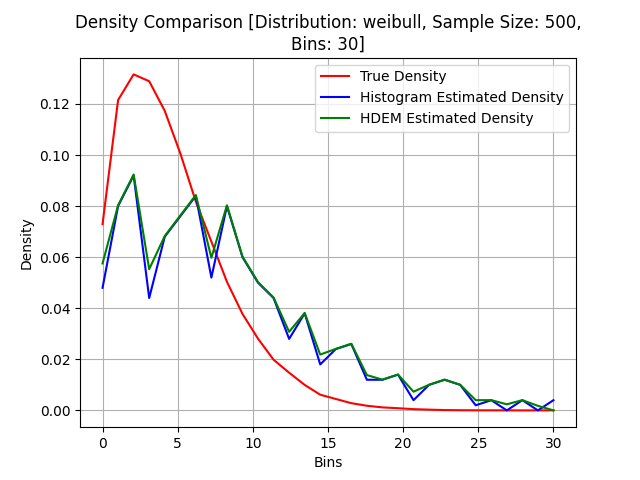 Density Comparison [Distribution: weibull, Sample Size: 500,
Bins: 30]
True Density
Histogram Estimated Density
HDEM Estimated Density
Density
0.12
0.10
0.08
0.06
0.04
0.02
0.00
0 5 10 15 20 25 30
Bins